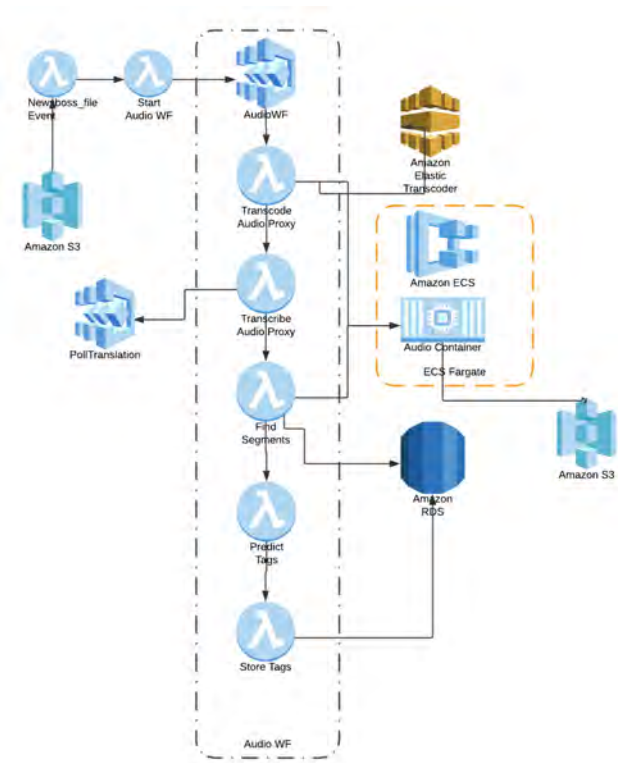 Newsboss_file
Event
Start
Audio WF
AudioWF
Amazon
Elastic
Transcoder
Transcode
Audio Proxy
Amazon S3
Amazon ECS
Transcribe
Audio Proxy
PollTranslation
Audio Container
ECS Fargate
Find
Segments
Amazon S3
Amazon
RDS
Predict
Tags
Store Tags
Audio WF